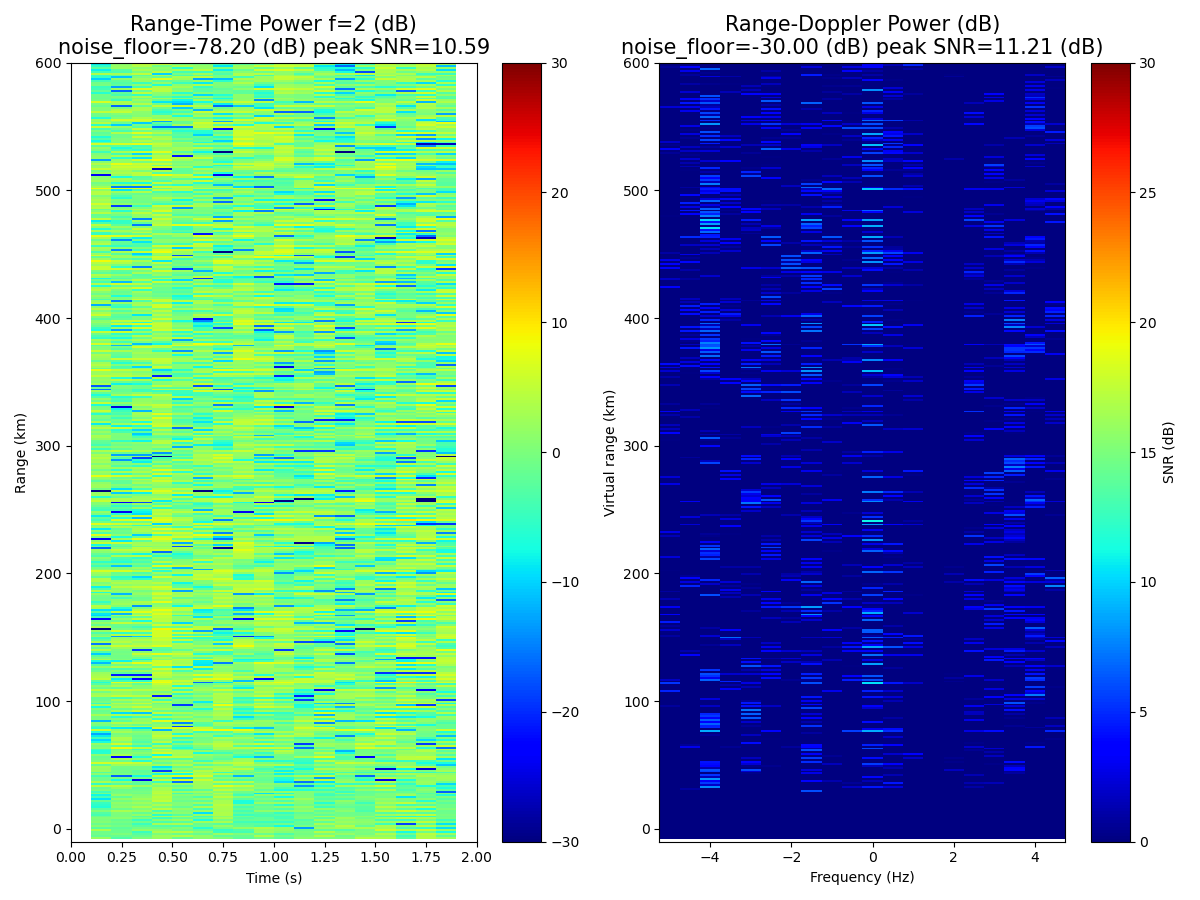 Range-Time Power f=2 (dB)
noise_floor=-78.20 (dB) peak SNR=10.59
Range-Doppler Power (dB)
noise_floor=-30.00 (dB) peak SNR=11.21 (dB)
600
500
400
300
200
100
0
Range (km)
0.00 0.25 0.50 0.75 1.00 1.25 1.50 1.75 2.00
Time (s)
30
20
10
0
−10
−20
−30
600
500
400
300
200
100
0
Virtual range (km)
−4 −2 0 2 4
Frequency (Hz)
30
25
20
15
10
5
0
SNR (dB)